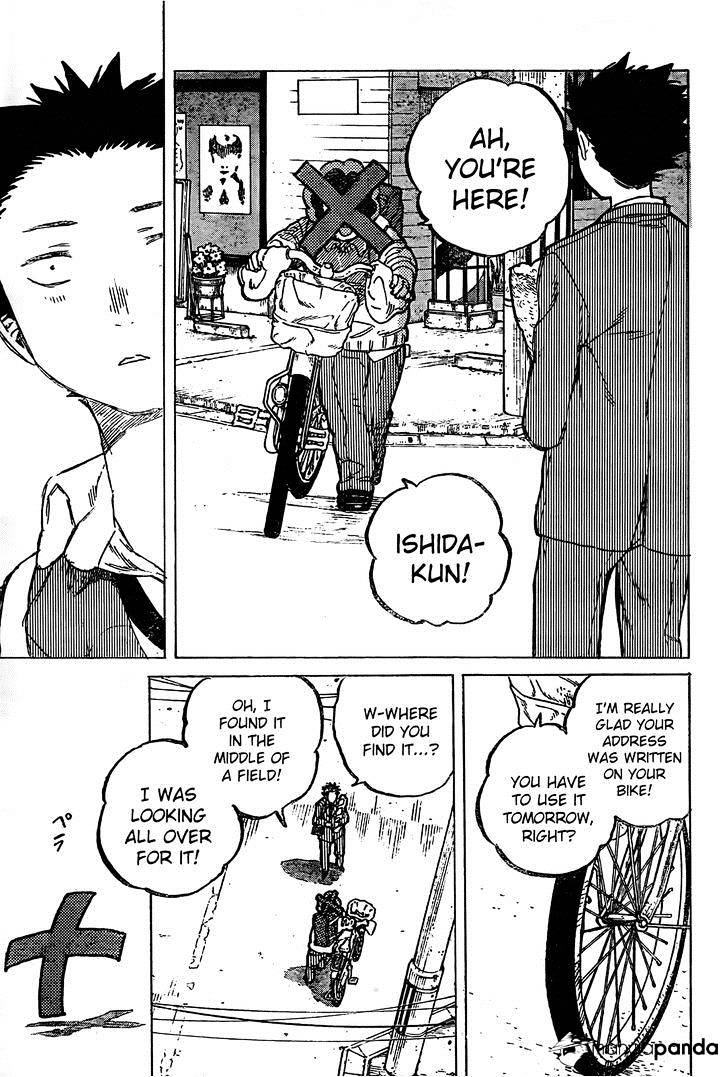 AH,
YOU'RE
HERE!
ISHIDA-
KUN!
I'M REALLY
GLAD YOUR
ADDRESS
WAS WRITTEN
ON YOUR
BIKE!
YOU HAVE
TO USE IT
TOMORROW,
RIGHT?
W-WHERE
DID YOU
FIND IT...?
OH, I
FOUND IT
IN THE
MIDDLE OF
A FIELD!
I WAS
LOOKING
ALL OVER
FOR IT!
panda